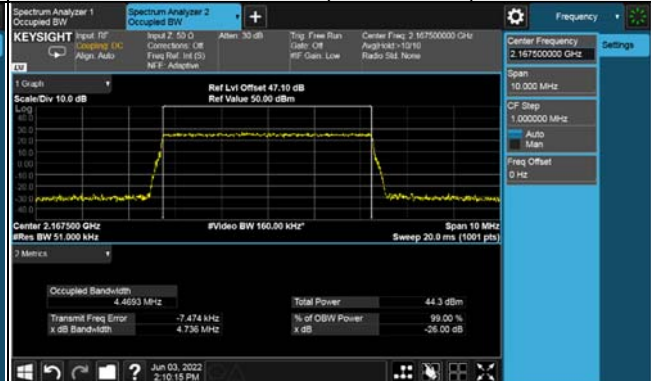 Spectrum Analyzer 1
Occupied BW
Spectrum Analyzer 2
Occupied BW
+
Frequency
KEYSIGHT
Input: RF
Coupling: DC
Align: Auto
Input Z: 50 Ω
Corrections: Off
Freq Ref: Int (S)
NFE: Adaptive
Atten: 30 dB
Trig: Free Run
Gate: Off
#IF Gain: Low
Center Freq: 2.167500000 GHz
Avg|Hold:>10/10
Radio Std: None
LXI
Center Frequency
2.167500000 GHz
Settings
Span
10.000 MHz
CF Step
1.000000 MHz
Auto
Man
Freq Offset
0 Hz
1 Graph
Scale/Div 10.0 dB
Ref Lvl Offset 47.10 dB
Ref Value 50.00 dBm
Log
40.0
30.0
20.0
10.0
0.00
-10.0
-20.0
-30.0
-40.0
Center 2.167500 GHz
#Res BW 51.000 kHz
#Video BW 160.00 kHz*
Span 10 MHz
Sweep 20.0 ms (1001 pts)
2 Metrics
Occupied Bandwidth
4.4693 MHz
Total Power
44.3 dBm
Transmit Freq Error
-7.474 kHz
% of OBW Power
99.00 %
x dB Bandwidth
4.736 MHz
x dB
-26.00 dB
?
Jun 03, 2022
2:10:15 PM